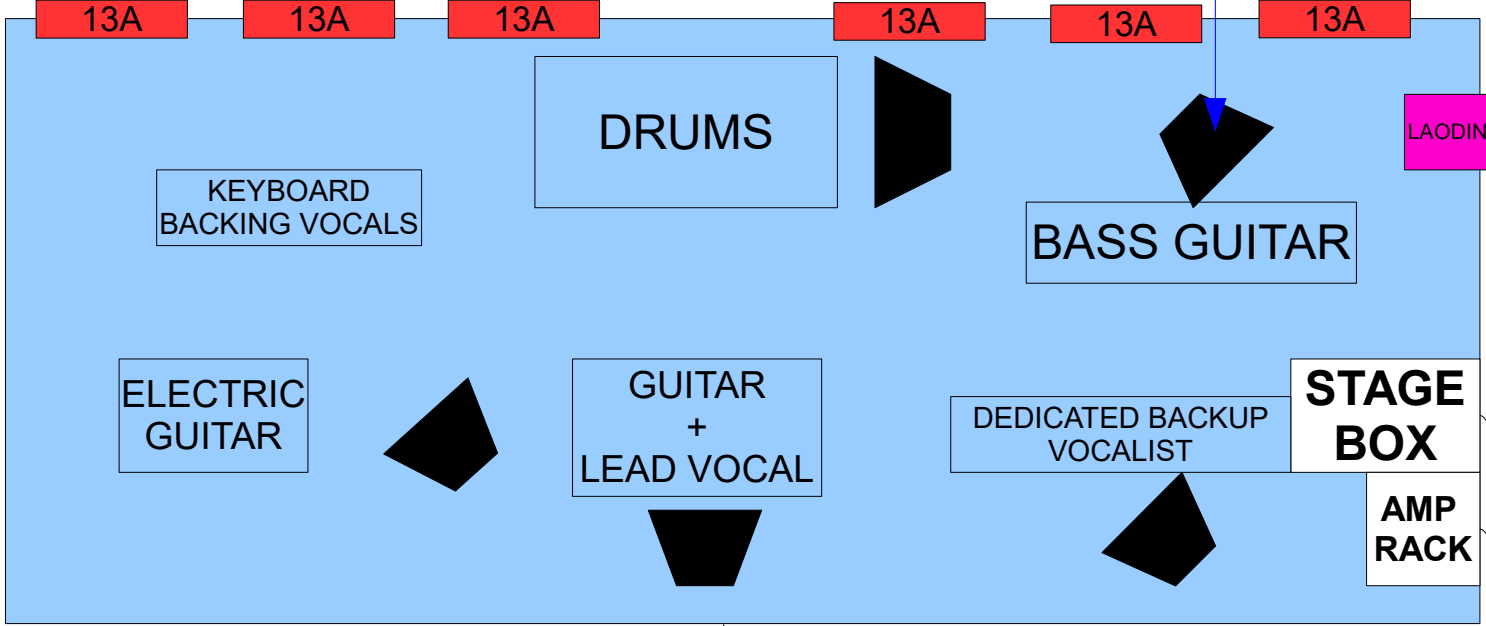 13A
13A
13A
13A
13A
13A
DRUMS
LAODIN
KEYBOARD
BACKING VOCALS
BASS GUITAR
ELECTRIC
GUITAR
GUITAR
+
LEAD VOCAL
DEDICATED BACKUP
VOCALIST
STAGE
BOX
AMP
RACK